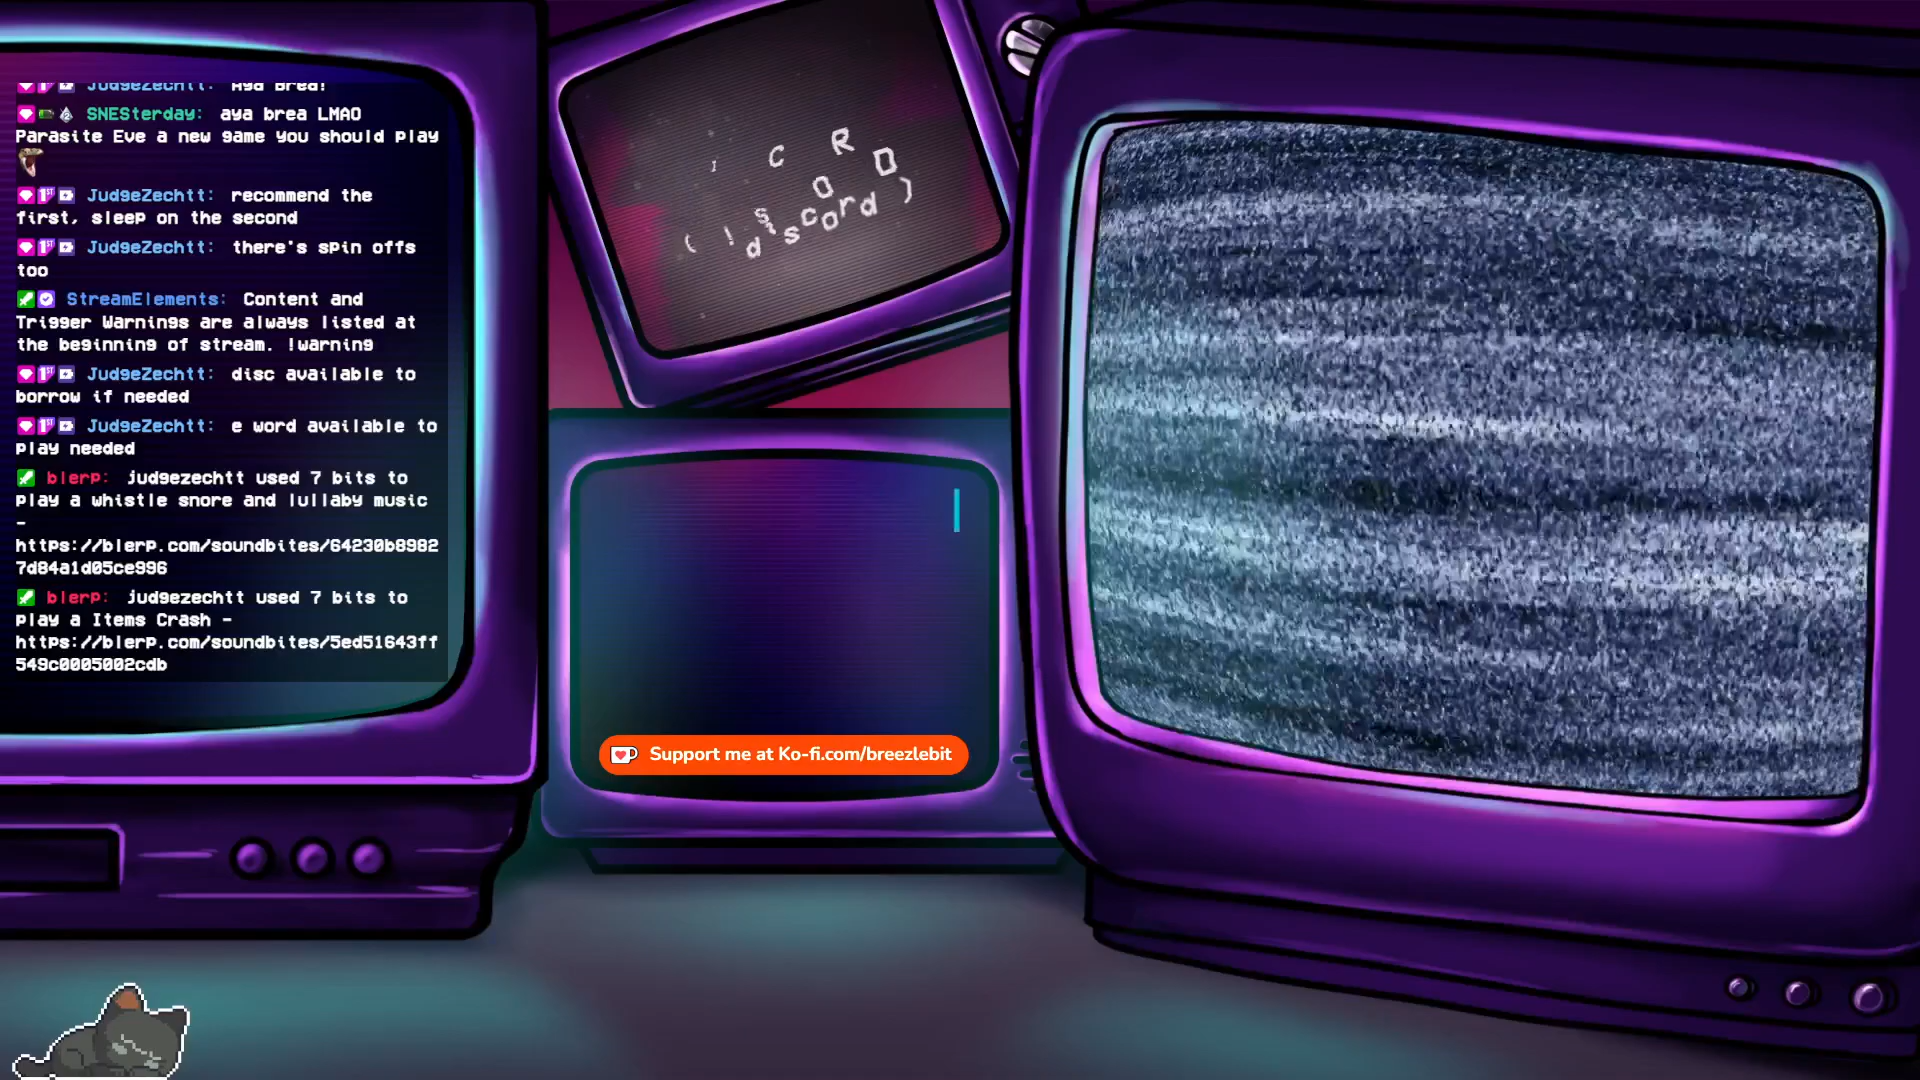 JudgeZechtt: Aya Brea!
SNESterday: aya brea LMAO
Parasite Eve a new game you should play
JudgeZechtt: recommend the
first, sleep on the second
JudgeZechtt: there's spin offs
too
StreamElements: Content and
Trigger Warnings are always listed at
the beginning of stream. !warning
JudgeZechtt: disc available to
borrow if needed
JudgeZechtt: e word available to
play needed
blerp: judgezechtt used 7 bits to
play a whistle snore and lullaby music
-
https://blerp.com/soundbites/64230b8982
7d84a1d05ce996
blerp: judgezechtt used 7 bits to
play a Items Crash -
https://blerp.com/soundbites/5ed51643ff
549c0005002cdb
(!discord)
Support me at Ko-fi.com/breezlebit